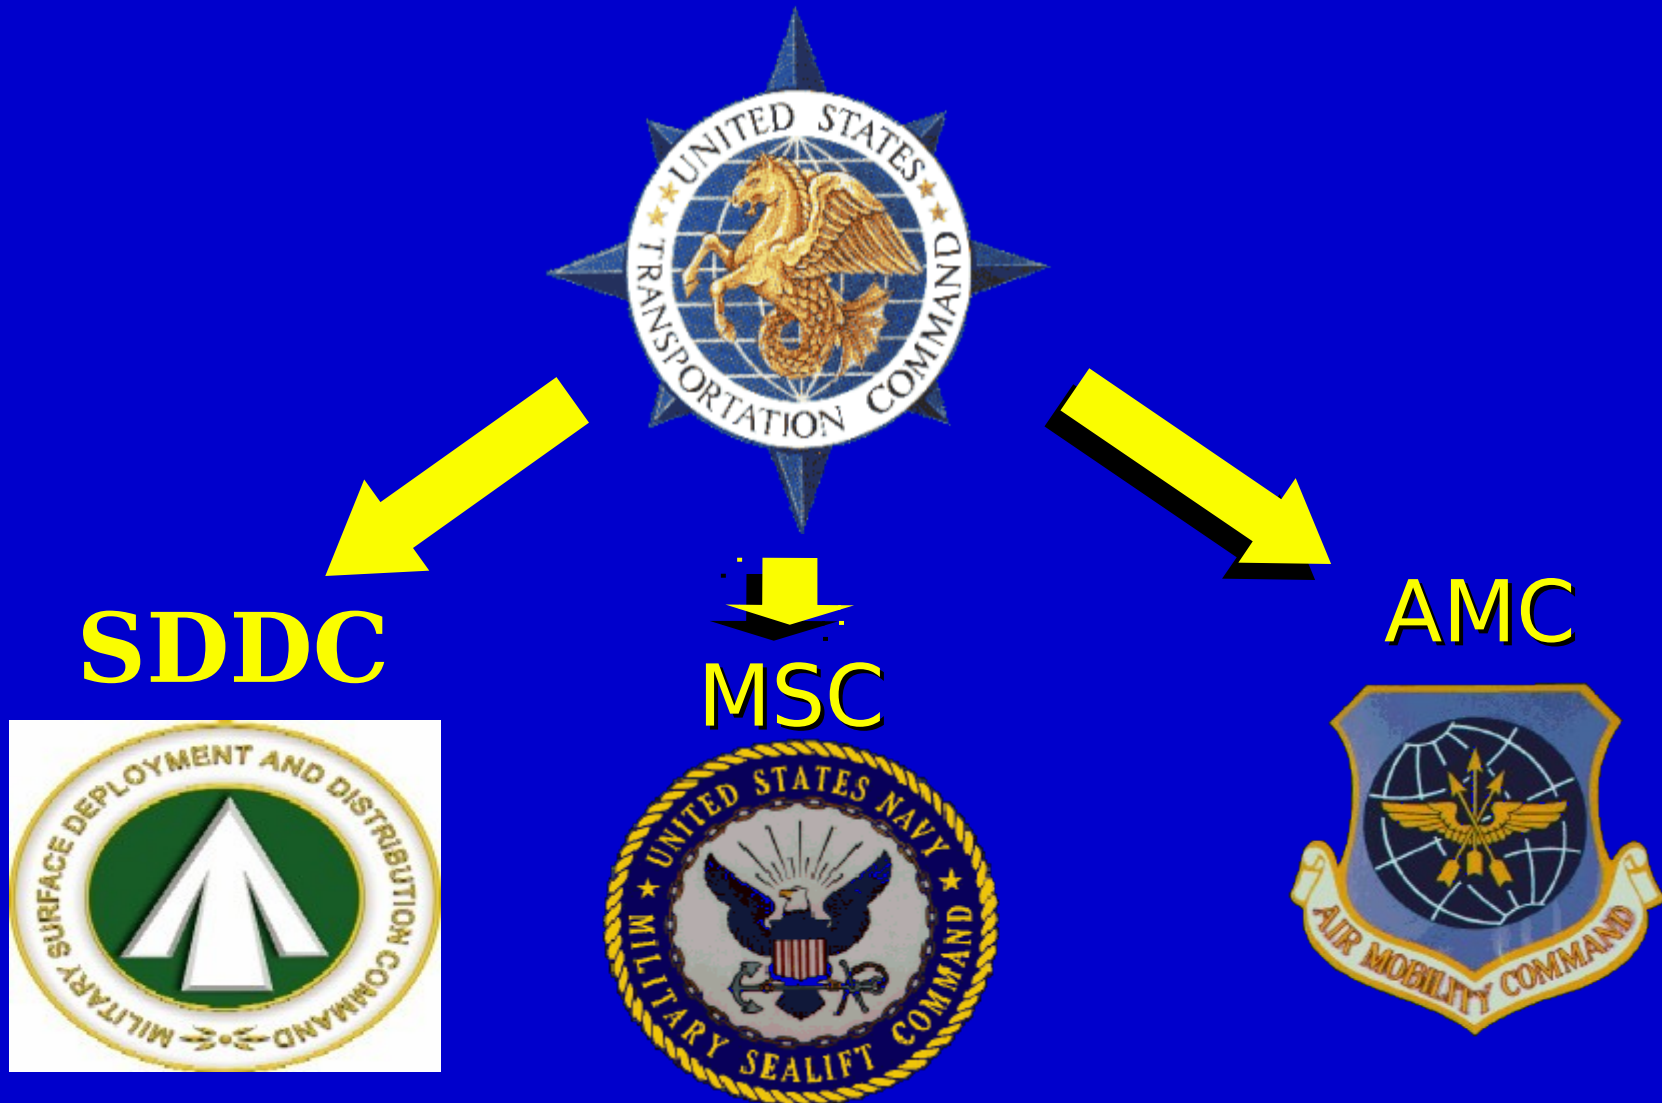 UNITED STATES
TRANSPORTATION COMMAND
SDDC
MSC
AMC
MILITARY SURFACE DEPLOYMENT AND DISTRIBUTION COMMAND
UNITED STATES NAVY
MILITARY SEALIFT COMMAND
AIR MOBILITY COMMAND